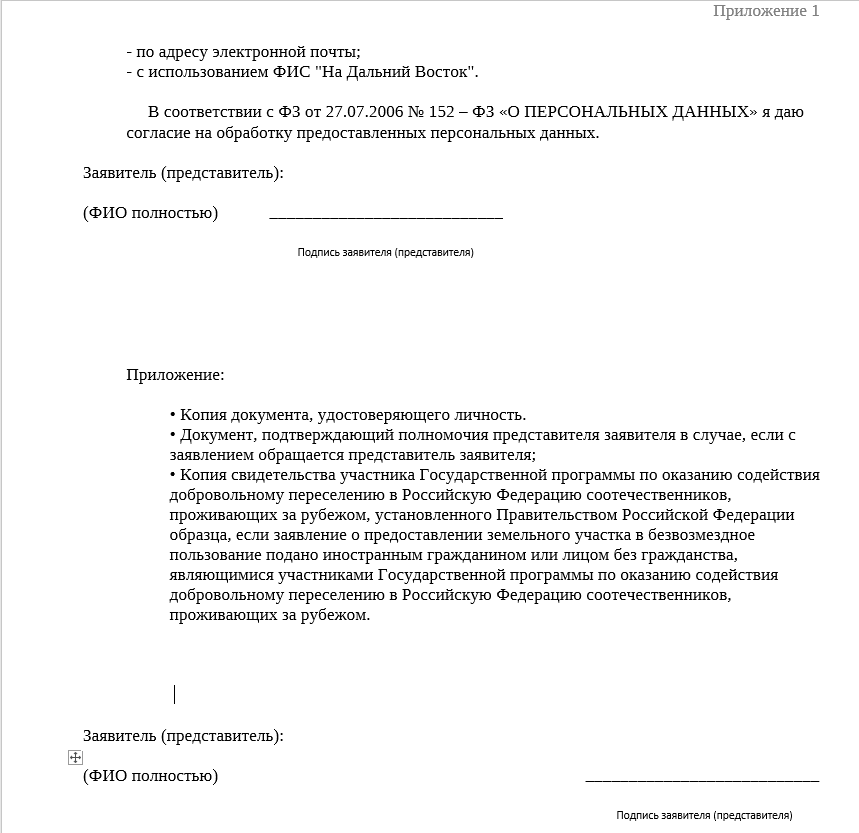 Приложение 1
- по адресу электронной почты;
- с использованием ФИС "На Дальний Восток".
В соответствии с ФЗ от 27.07.2006 № 152 – ФЗ «О ПЕРСОНАЛЬНЫХ ДАННЫХ» я даю
согласие на обработку предоставленных персональных данных.
Заявитель (представитель):
(ФИО полностью) ___________________________
Подпись заявителя (представителя)
Приложение:
• Копия документа, удостоверяющего личность.
• Документ, подтверждающий полномочия представителя заявителя в случае, если с
заявлением обращается представитель заявителя;
• Копия свидетельства участника Государственной программы по оказанию содействия
добровольному переселению в Российскую Федерацию соотечественников,
проживающих за рубежом, установленного Правительством Российской Федерации
образца, если заявление о предоставлении земельного участка в безвозмездное
пользование подано иностранным гражданином или лицом без гражданства,
являющимися участниками Государственной программы по оказанию содействия
добровольному переселению в Российскую Федерацию соотечественников,
проживающих за рубежом.
Заявитель (представитель):
(ФИО полностью) ___________________________
Подпись заявителя (представителя)